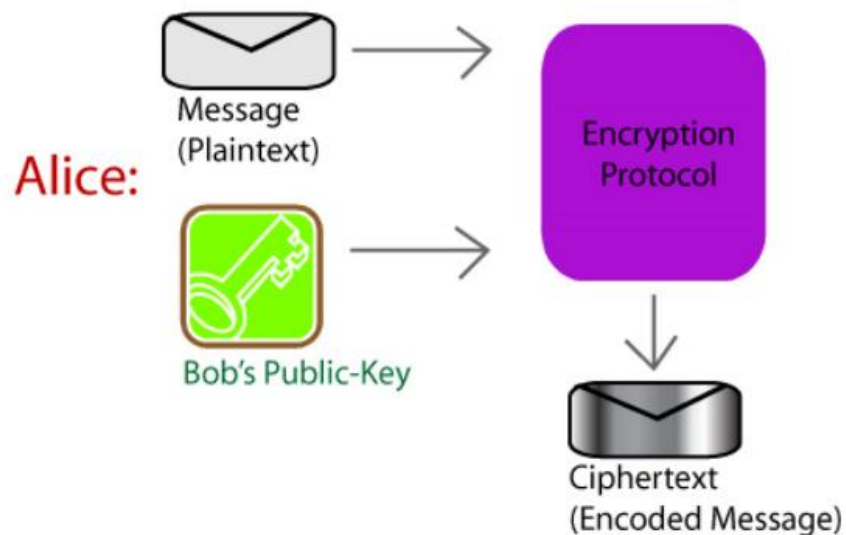 Message
(Plaintext)
Encryption
Protocol
Alice:
Bob's Public-Key
Ciphertext
(Encoded Message)